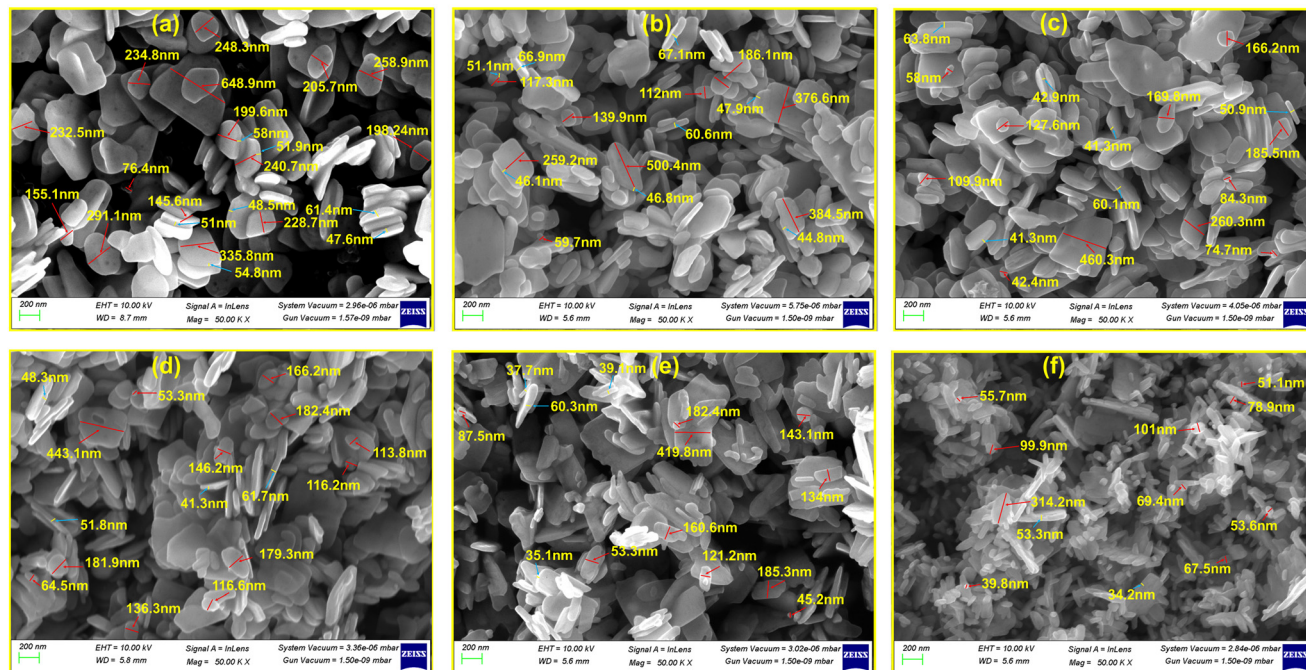 (a)
248.3nm
234.8nm
258.9nm
205.7nm
648.9nm
199.6nm
58nm
232.5nm
198.24nm
51.9nm
240.7nm
76.4nm
155.1nm
145.6nm
48.5nm
61.4nm
291.1nm
51nm
228.7nm
47.6nm
335.8nm
54.8nm
200 nm EHT = 10.00 kV Signal A = InLens System Vacuum = 2.96e-06 mbar
WD = 8.7 mm Mag = 50.00 K X Gun Vacuum = 1.57e-09 mbar
ZEISS
(b)
67.1nm
66.9nm
186.1nm
51.1nm
117.3nm
112nm
47.9nm
376.6nm
139.9nm
60.6nm
259.2nm
500.4nm
46.1nm
46.8nm
384.5nm
59.7nm
44.8nm
200 nm EHT = 10.00 kV Signal A = InLens System Vacuum = 5.75e-06 mbar
WD = 5.6 mm Mag = 50.00 K X Gun Vacuum = 1.50e-09 mbar
ZEISS
(c)
63.8nm
166.2nm
58nm
42.9nm
169.8nm
50.9nm
127.6nm
41.3nm
185.5nm
109.9nm
84.3nm
60.1nm
260.3nm
41.3nm
460.3nm
74.7nm
42.4nm
200 nm EHT = 10.00 kV Signal A = InLens System Vacuum = 4.05e-06 mbar
WD = 5.6 mm Mag = 50.00 K X Gun Vacuum = 1.50e-09 mbar
ZEISS
(d)
48.3nm
166.2nm
53.3nm
182.4nm
443.1nm
113.8nm
146.2nm
116.2nm
41.3nm
61.7nm
51.8nm
179.3nm
181.9nm
64.5nm
116.6nm
136.3nm
200 nm EHT = 10.00 kV Signal A = InLens System Vacuum = 3.36e-06 mbar
WD = 5.8 mm Mag = 50.00 K X Gun Vacuum = 1.50e-09 mbar
ZEISS
(e)
37.7nm
39.1nm
60.3nm
182.4nm
87.5nm
143.1nm
419.8nm
134nm
160.6nm
35.1nm
53.3nm
121.2nm
185.3nm
45.2nm
200 nm EHT = 10.00 kV Signal A = InLens System Vacuum = 3.02e-06 mbar
WD = 5.6 mm Mag = 50.00 K X Gun Vacuum = 1.50e-09 mbar
ZEISS
(f)
51.1nm
55.7nm
78.9nm
101nm
99.9nm
69.4nm
314.2nm
53.3nm
53.6nm
67.5nm
39.8nm
34.2nm
200 nm EHT = 10.00 kV Signal A = InLens System Vacuum = 2.84e-06 mbar
WD = 5.6 mm Mag = 50.00 K X Gun Vacuum = 1.50e-09 mbar
ZEISS